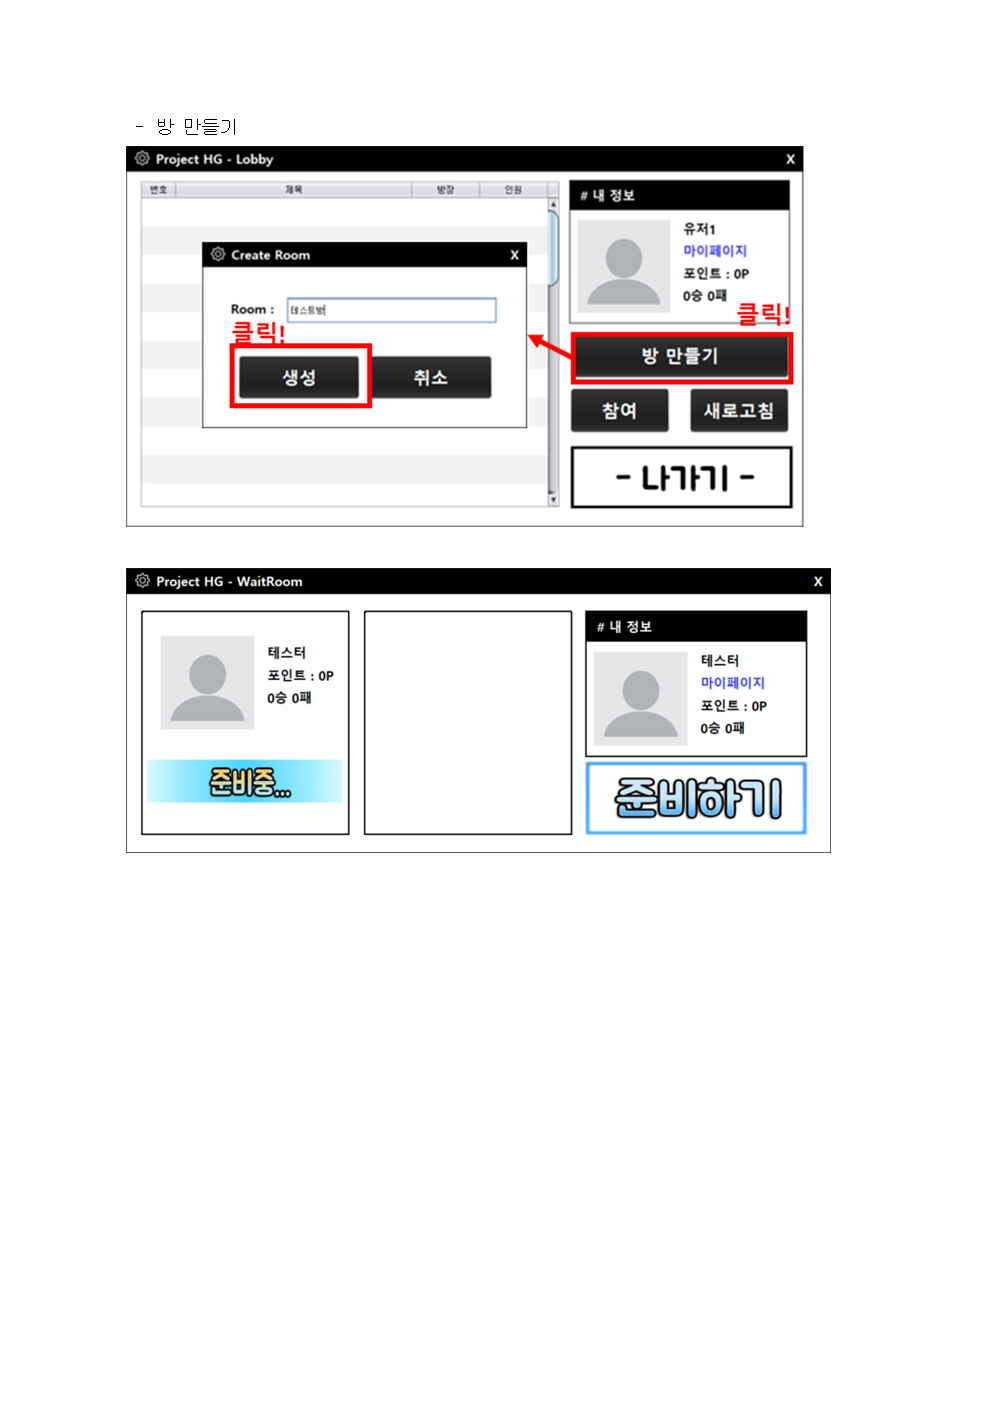 - 방 만들기
Project HG - Lobby X
번호 제목 방장 인원
# 내 정보
유저1
마이페이지
포인트 : 0P
0승 0패
클릭!
방 만들기
참여 새로고침
- 나가기 -
Create Room X
Room : 테스트방
클릭!
생성 취소
Project HG - WaitRoom X
테스터
포인트 : 0P
0승 0패
준비중...
# 내 정보
테스터
마이페이지
포인트 : 0P
0승 0패
준비하기